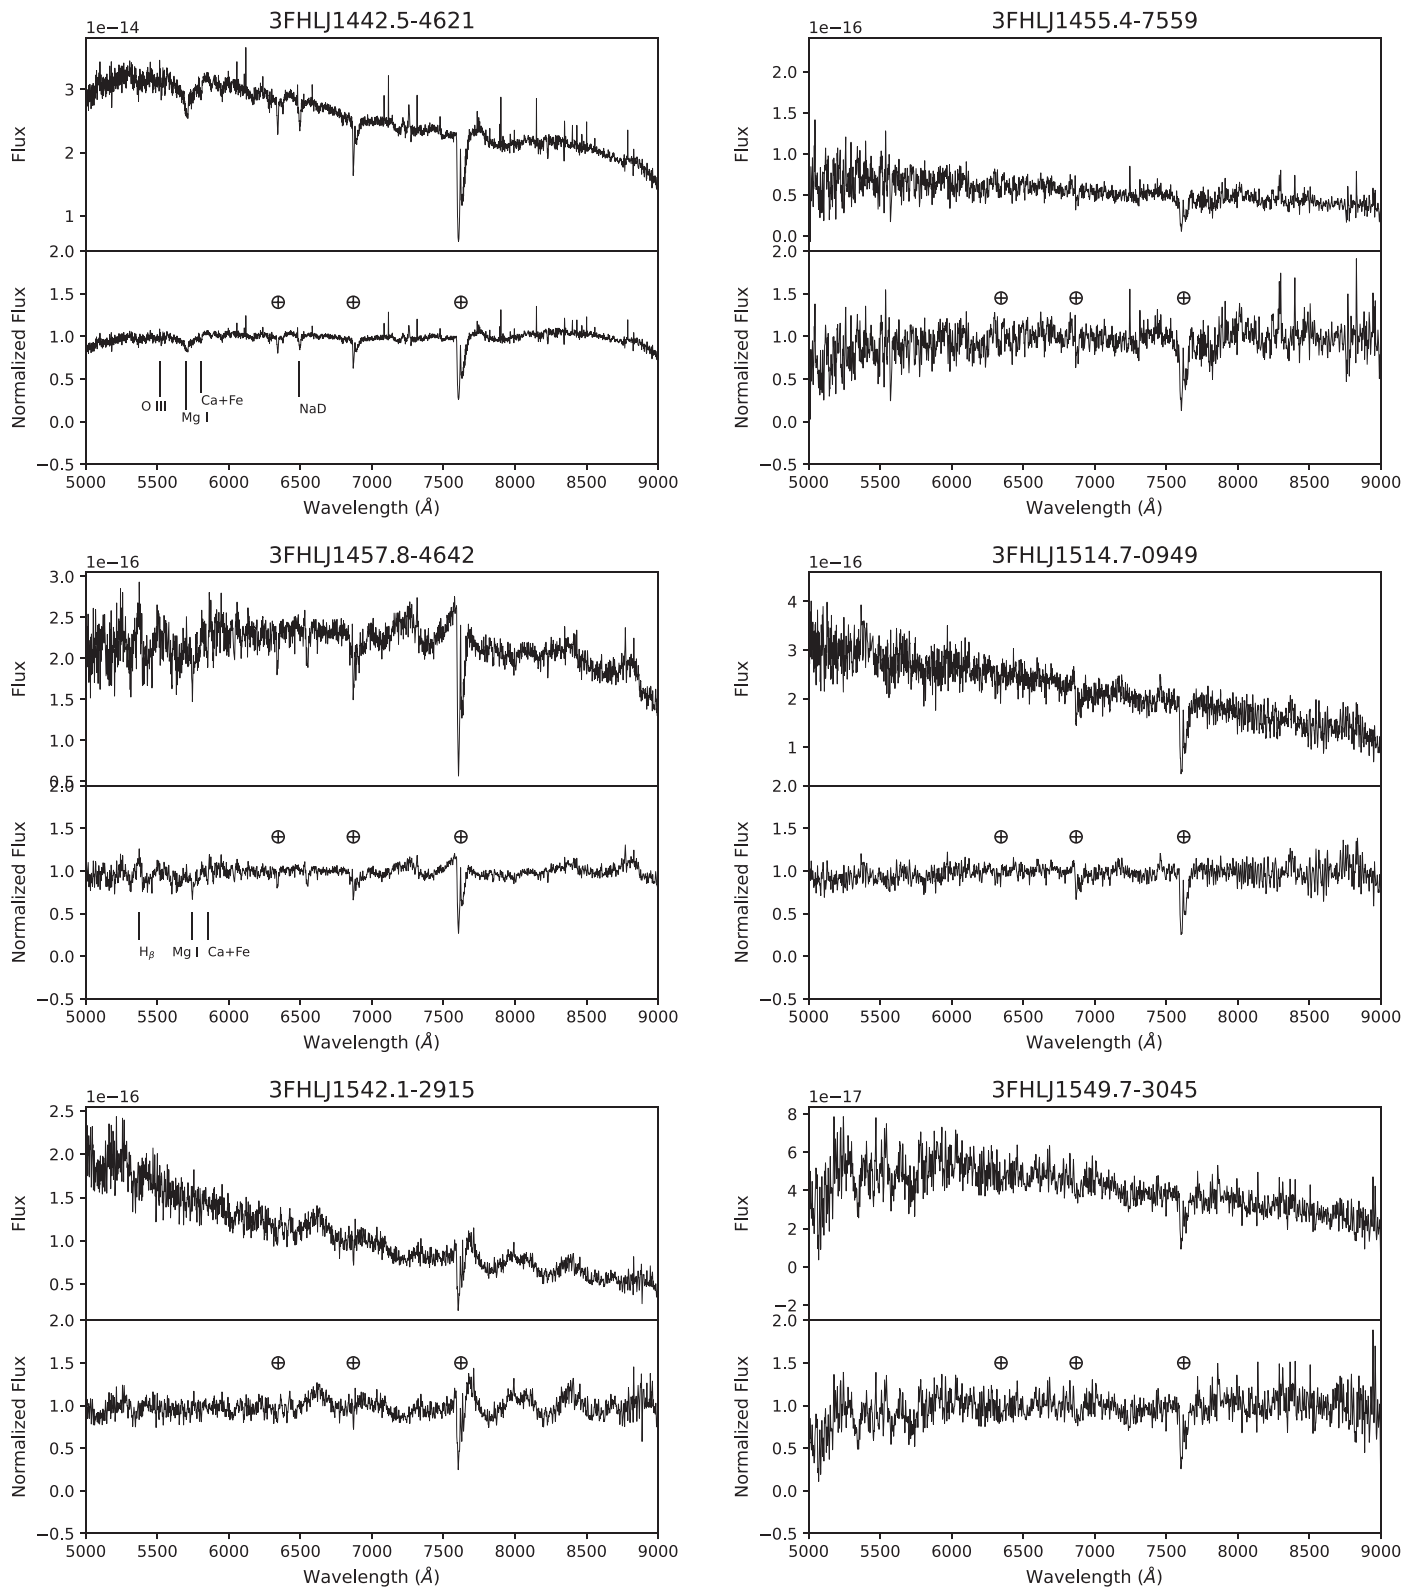 3FHLJ1442.5-4621
1e−14
3
2
1
Flux
2.0
1.5
1.0
0.5
0.0
−0.5
Normalized Flux
⊕ ⊕ ⊕
O III
Mg I
Ca+Fe
NaD
5000 5500 6000 6500 7000 7500 8000 8500 9000
Wavelength (Å)
3FHLJ1455.4-7559
1e−16
2.0
1.5
1.0
0.5
0.0
Flux
2.0
1.5
1.0
0.5
0.0
−0.5
Normalized Flux
⊕ ⊕ ⊕
5000 5500 6000 6500 7000 7500 8000 8500 9000
Wavelength (Å)
3FHLJ1457.8-4642
1e−16
3.0
2.5
2.0
1.5
1.0
0.5
Flux
2.0
1.5
1.0
0.5
0.0
−0.5
Normalized Flux
⊕ ⊕ ⊕
Hβ
Mg I
Ca+Fe
5000 5500 6000 6500 7000 7500 8000 8500 9000
Wavelength (Å)
3FHLJ1514.7-0949
1e−16
4
3
2
1
Flux
2.0
1.5
1.0
0.5
0.0
−0.5
Normalized Flux
⊕ ⊕ ⊕
5000 5500 6000 6500 7000 7500 8000 8500 9000
Wavelength (Å)
3FHLJ1542.1-2915
1e−16
2.5
2.0
1.5
1.0
0.5
Flux
2.0
1.5
1.0
0.5
0.0
−0.5
Normalized Flux
⊕ ⊕ ⊕
5000 5500 6000 6500 7000 7500 8000 8500 9000
Wavelength (Å)
3FHLJ1549.7-3045
1e−17
8
6
4
2
0
−2
Flux
2.0
1.5
1.0
0.5
0.0
−0.5
Normalized Flux
⊕ ⊕ ⊕
5000 5500 6000 6500 7000 7500 8000 8500 9000
Wavelength (Å)